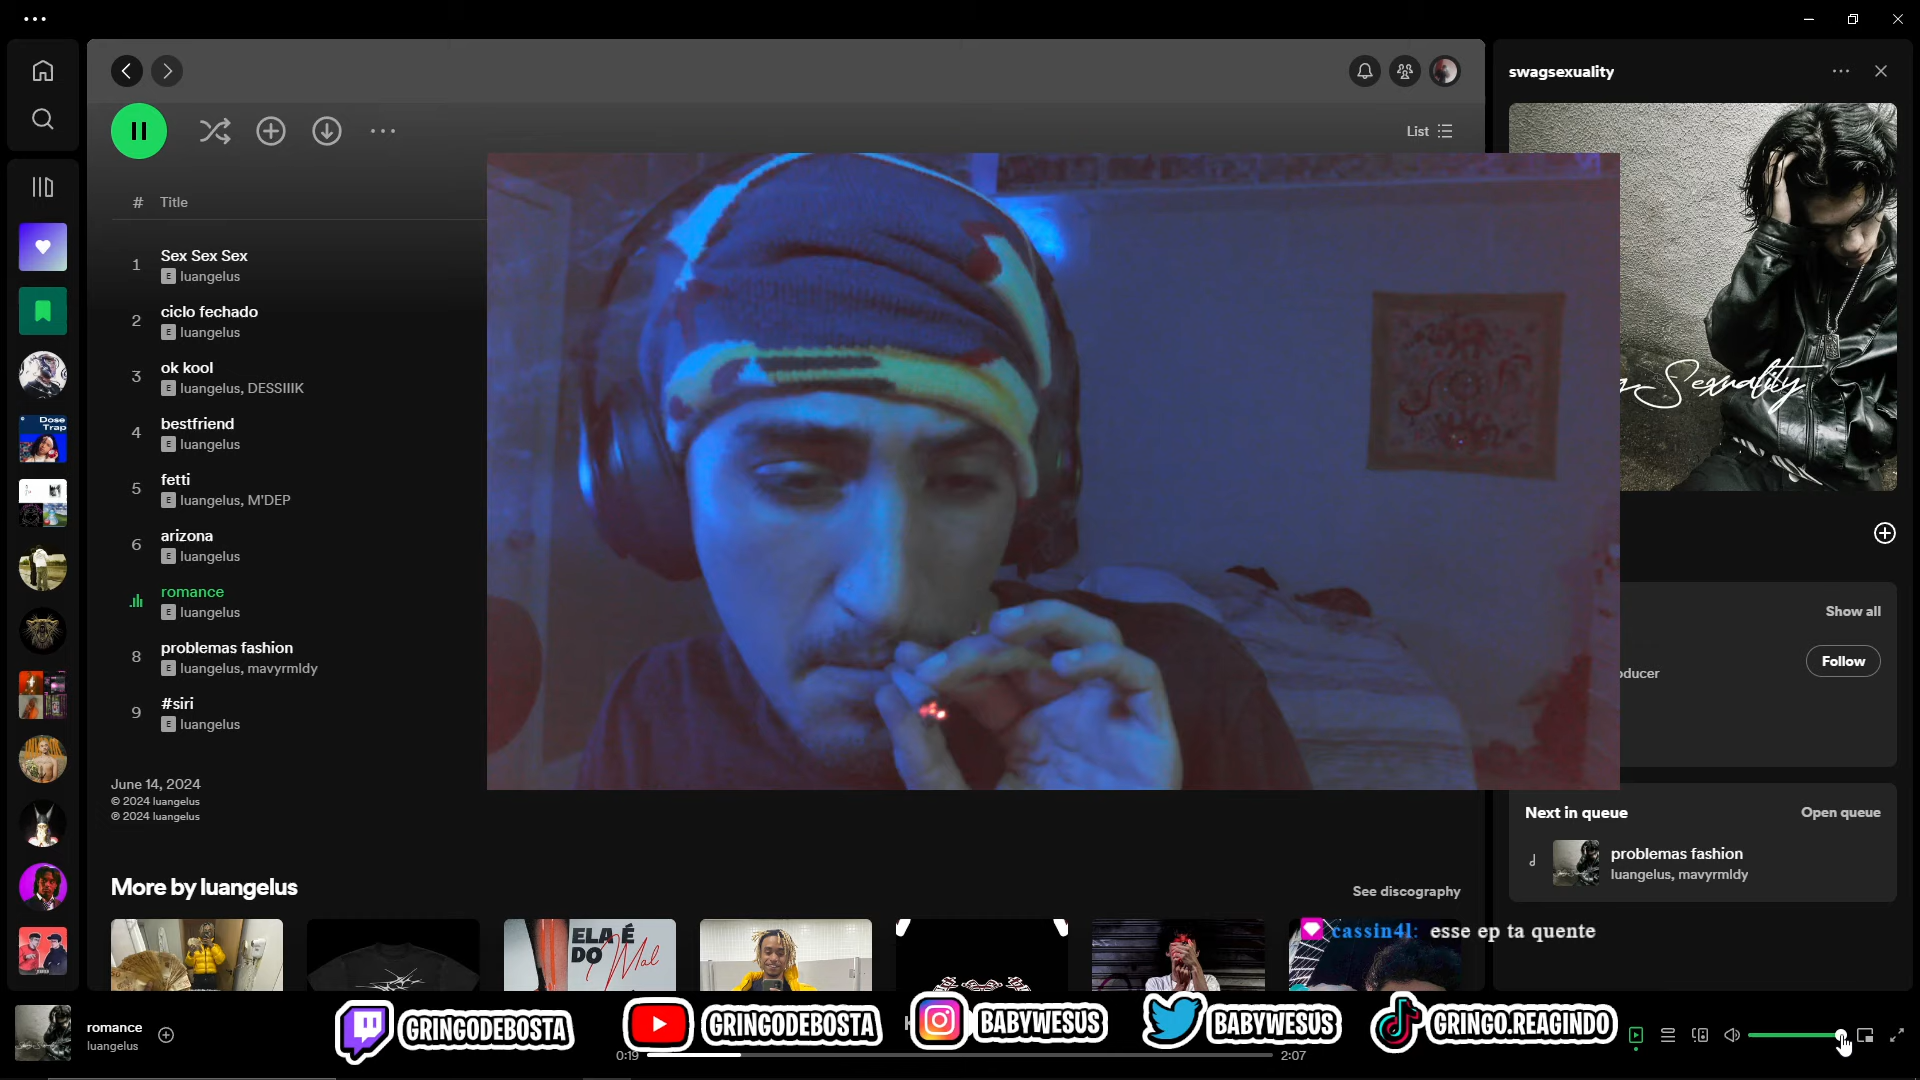 swagsexuality
List
# Title
1 Sex Sex Sex
E luangelus
2 ciclo fechado
E luangelus
3 ok kool
E luangelus, DESSIIIK
4 bestfriend
E luangelus
5 fetti
E luangelus, M'DEP
6 arizona
E luangelus
romance
E luangelus
8 problemas fashion
E luangelus, mavyrmldy
9 #siri
E luangelus
June 14, 2024
© 2024 luangelus
℗ 2024 luangelus
More by luangelus
See discography
Dose
Trap
ELA É
DO Mal
Sexuality
Show all
Follow
Next in queue
Open queue
problemas fashion
luangelus, mavyrmldy
cassin4l: esse ep ta quente
romance
luangelus
GRINGODEBOSTA
GRINGODEBOSTA
BABYWESUS
BABYWESUS
GRINGO.REAGINDO
0:19
2:07